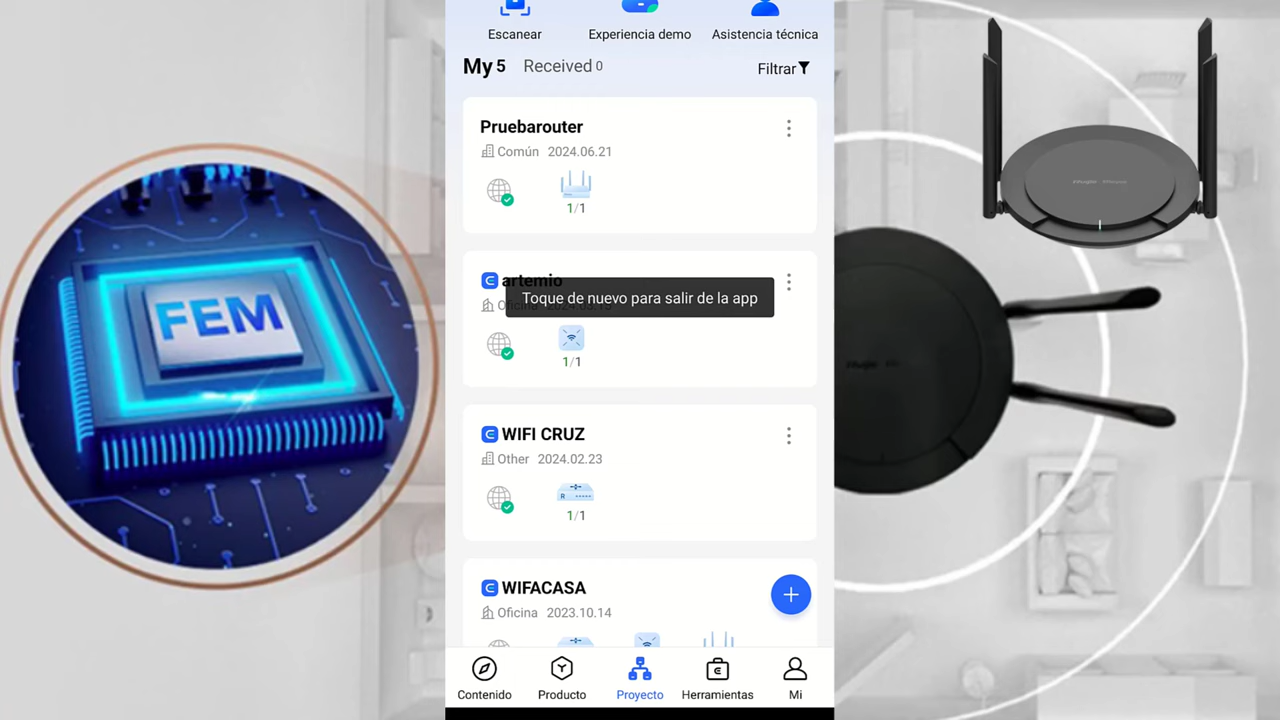 Escanear
Experiencia demo
Asistencia técnica
My 5
Received 0
Filtrar
Pruebarouter
Común 2024.06.21
1/1
artemio
Toque de nuevo para salir de la app
1/1
WIFI CRUZ
Other 2024.02.23
R
1/1
WIFACASA
Oficina 2023.10.14
Contenido
Producto
Proyecto
Herramientas
Mi
FEM